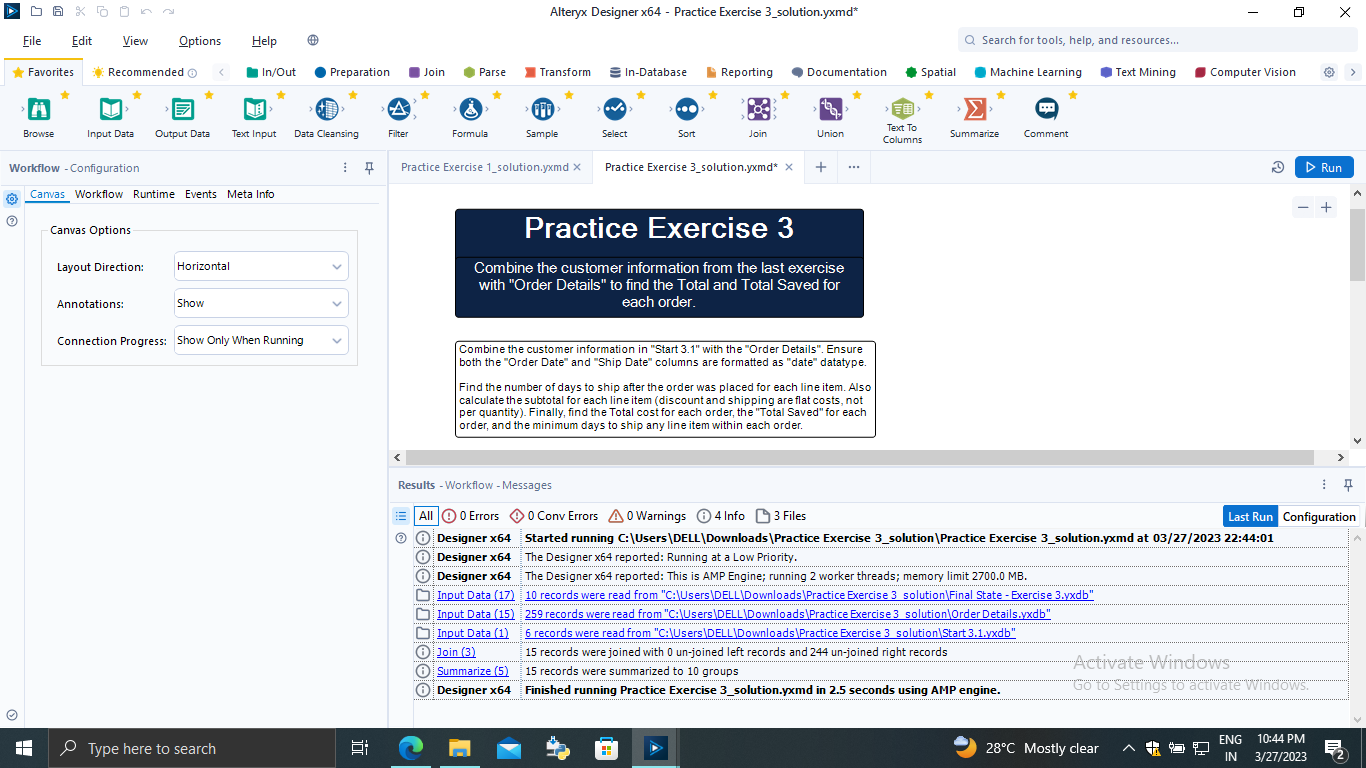 Alteryx Designer x64 - Practice Exercise 3_solution.yxmd*
File Edit View Options Help
Search for tools, help, and resources...
Favorites Recommended In/Out Preparation Join Parse Transform In-Database Reporting Documentation Spatial Machine Learning Text Mining Computer Vision
Browse Input Data Output Data Text Input Data Cleansing Filter Formula Sample Select Sort Join Union Text To Columns Summarize Comment
Workflow - Configuration
Practice Exercise 1_solution.yxmd
Practice Exercise 3_solution.yxmd*
Run
Canvas Workflow Runtime Events Meta Info
Canvas Options
Layout Direction: Horizontal
Annotations: Show
Connection Progress: Show Only When Running
Practice Exercise 3
Combine the customer information from the last exercise
with "Order Details" to find the Total and Total Saved for
each order.
Combine the customer information in "Start 3.1" with the "Order Details". Ensure
both the "Order Date" and "Ship Date" columns are formatted as "date" datatype.
Find the number of days to ship after the order was placed for each line item. Also
calculate the subtotal for each line item (discount and shipping are flat costs, not
per quantity). Finally, find the Total cost for each order, the "Total Saved" for each
order, and the minimum days to ship any line item within each order.
Results - Workflow - Messages
All 0 Errors 0 Conv Errors 0 Warnings 4 Info 3 Files Last Run Configuration
Designer x64 Started running C:\Users\DELL\Downloads\Practice Exercise 3_solution\Practice Exercise 3_solution.yxmd at 03/27/2023 22:44:01
Designer x64 The Designer x64 reported: Running at a Low Priority.
Designer x64 The Designer x64 reported: This is AMP Engine; running 2 worker threads; memory limit 2700.0 MB.
Input Data (17) 10 records were read from "C:\Users\DELL\Downloads\Practice Exercise 3_solution\Final State - Exercise 3.yxdb"
Input Data (15) 259 records were read from "C:\Users\DELL\Downloads\Practice Exercise 3_solution\Order Details.yxdb"
Input Data (1) 6 records were read from "C:\Users\DELL\Downloads\Practice Exercise 3_solution\Start 3.1.yxdb"
Join (3) 15 records were joined with 0 un-joined left records and 244 un-joined right records
Summarize (5) 15 records were summarized to 10 groups
Designer x64 Finished running Practice Exercise 3_solution.yxmd in 2.5 seconds using AMP engine.
Activate Windows
Go to Settings to activate Windows.
Type here to search
28°C Mostly clear
ENG
IN
10:44 PM
3/27/2023
2